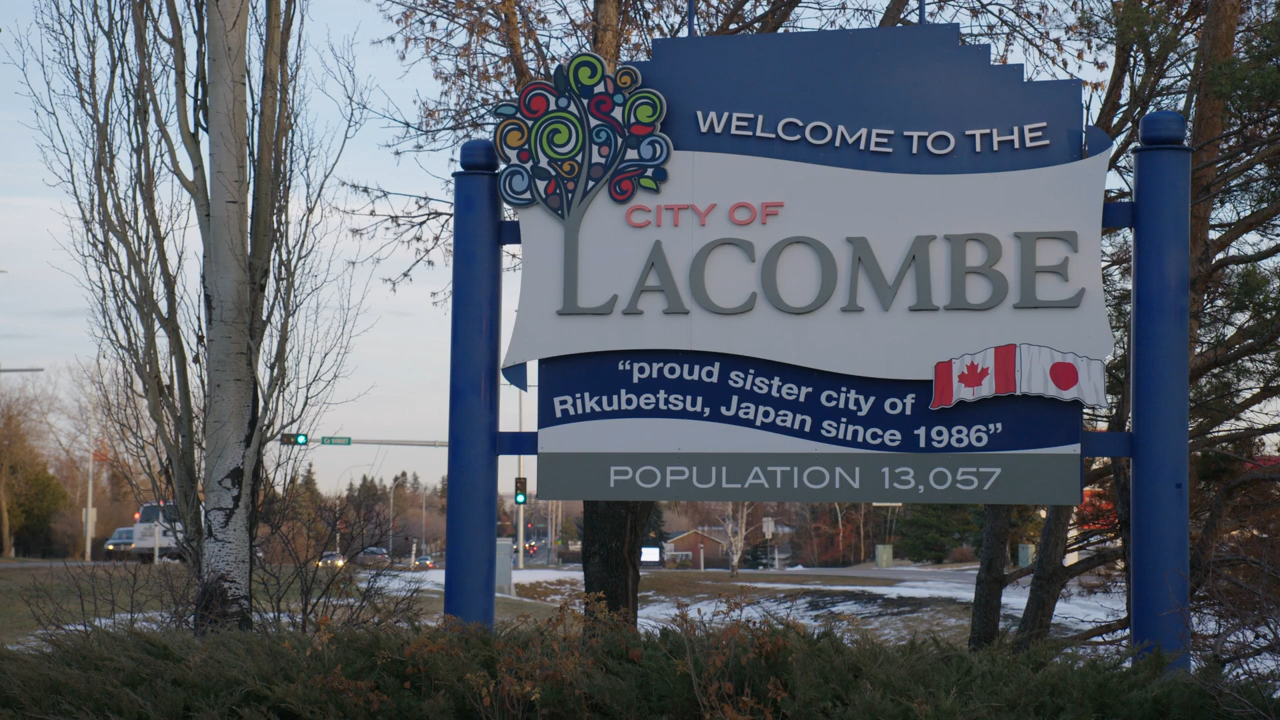 WELCOME TO THE
CITY OF
LACOMBE
“proud sister city of
Rikubetsu, Japan since 1986”
POPULATION 13,057